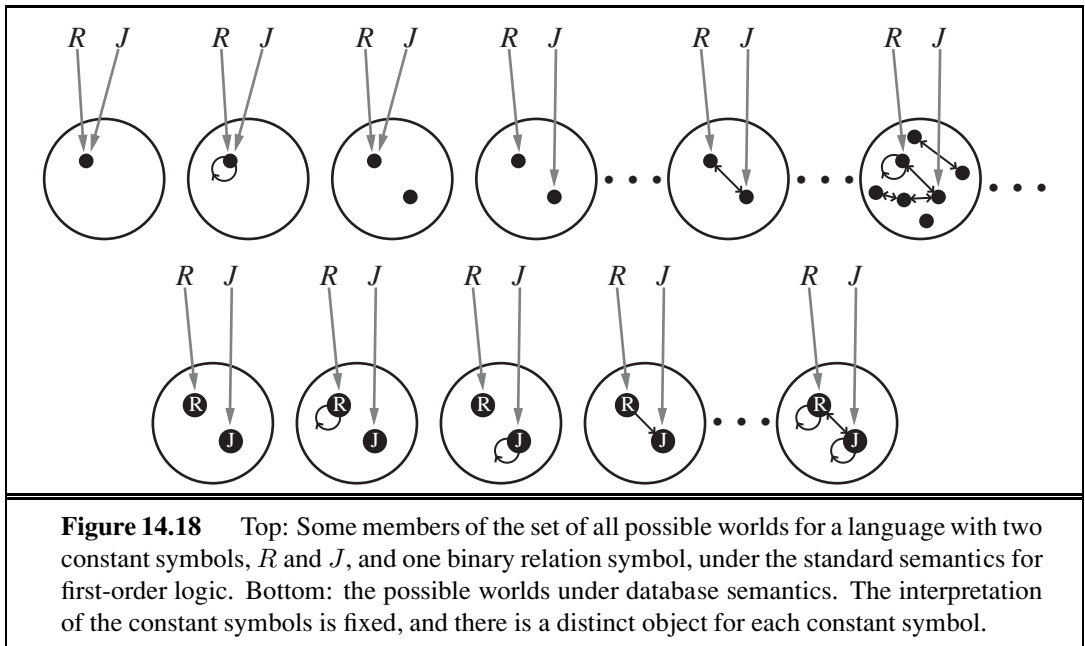 R J R J R J R J R J R J
R J R J R J R J R J
R R R R R
J J J J J
Figure 14.18 Top: Some members of the set of all possible worlds for a language with two
constant symbols, R and J, and one binary relation symbol, under the standard semantics for
first-order logic. Bottom: the possible worlds under database semantics. The interpretation
of the constant symbols is fixed, and there is a distinct object for each constant symbol.